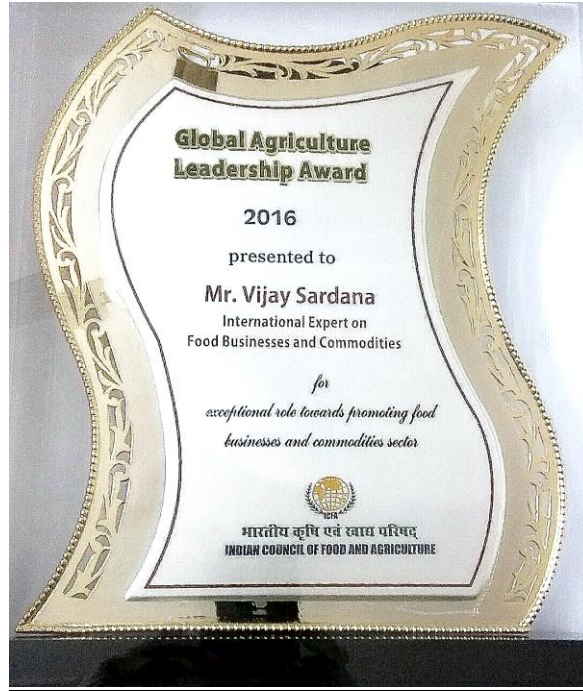 Global Agriculture
Leadership Award
2016
presented to
Mr. Vijay Sardana
International Expert on
Food Businesses and Commodities
for
exceptional role towards promoting food
businesses and commodities sector
ICFA
भारतीय कृषि एवं खाद्य परिषद्
INDIAN COUNCIL OF FOOD AND AGRICULTURE